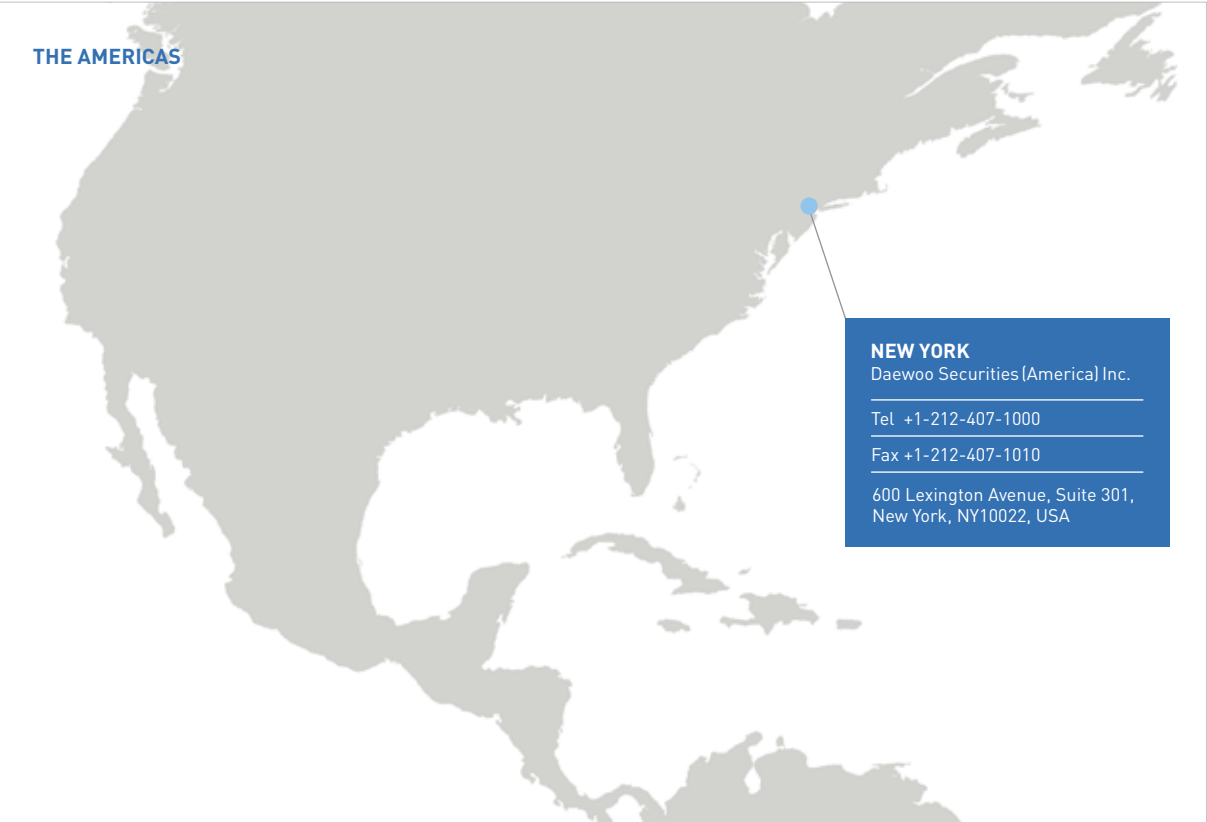 THE AMERICAS
NEW YORK
Daewoo Securities (America) Inc.
Tel +1-212-407-1000
Fax +1-212-407-1010
600 Lexington Avenue, Suite 301,
New York, NY10022, USA